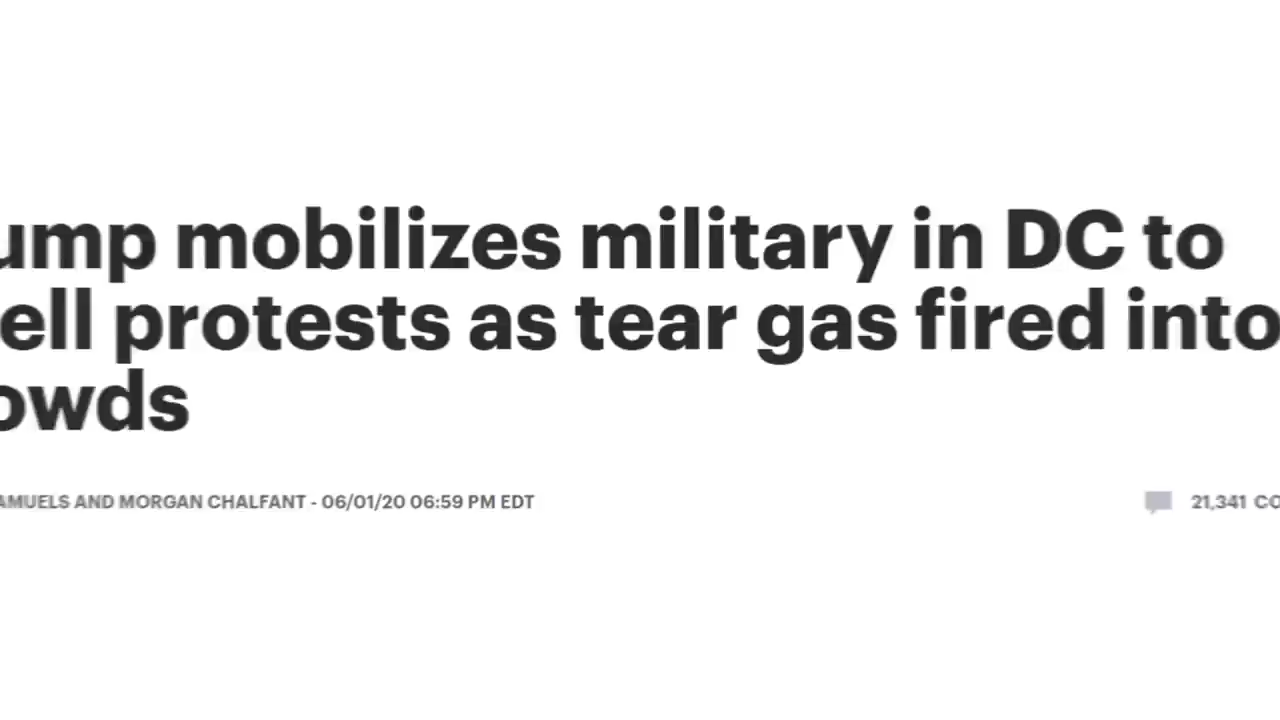 ump mobilizes military in DC to
ell protests as tear gas fired into
owds
AMUELS AND MORGAN CHALFANT - 06/01/20 06:59 PM EDT
21,341 CO